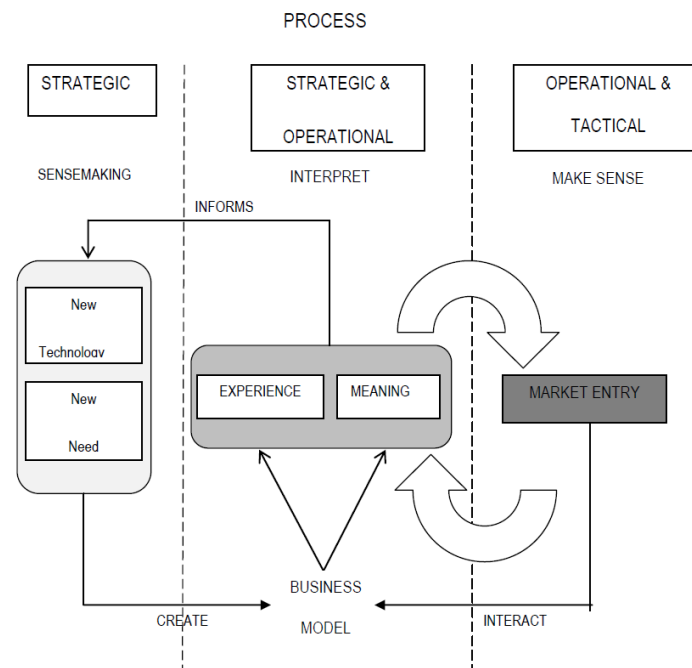 PROCESS
STRATEGIC
STRATEGIC &
OPERATIONAL
OPERATIONAL &
TACTICAL
SENSEMAKING
INTERPRET
MAKE SENSE
INFORMS
New
Technology
New
Need
EXPERIENCE
MEANING
MARKET ENTRY
BUSINESS
MODEL
CREATE
INTERACT